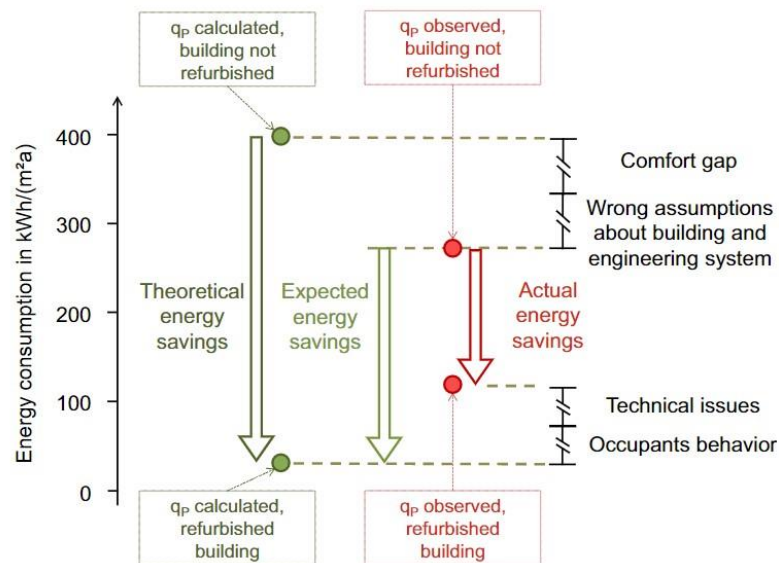 qP calculated,
building not
refurbished
qP observed,
building not
refurbished
Energy consumption in kWh/(m²a)
400
300
200
100
0
Theoretical
energy
savings
Expected
energy
savings
Actual
energy
savings
Comfort gap
Wrong assumptions
about building and
engineering system
Technical issues
Occupants behavior
qP calculated,
refurbished
building
qP observed,
refurbished
building